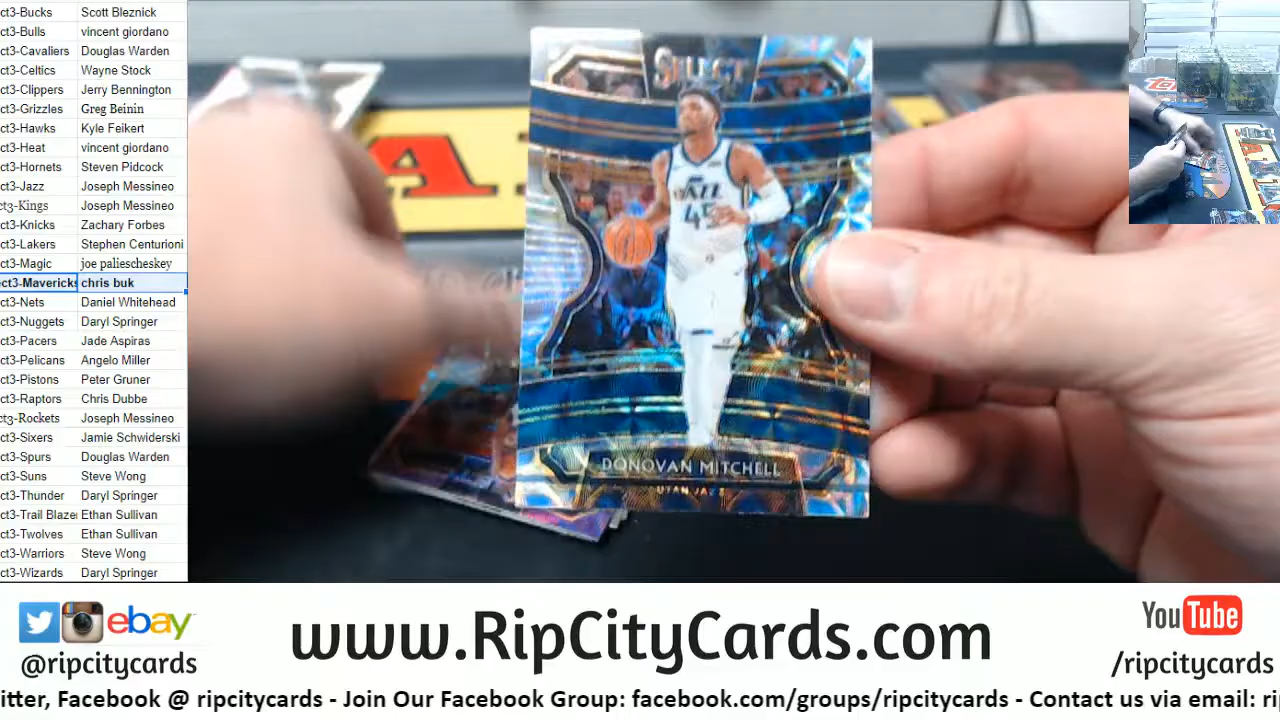 ct3-Bucks Scott Bleznick
ct3-Bulls vincent giordano
ct3-Cavaliers Douglas Warden
ct3-Celtics Wayne Stock
ct3-Clippers Jerry Bennington
ct3-Grizzles Greg Beinin
ct3-Hawks Kyle Feikert
ct3-Heat vincent giordano
ct3-Hornets Steven Pidcock
ct3-Jazz Joseph Messineo
ct3-Kings Joseph Messineo
ct3-Knicks Zachary Forbes
ct3-Lakers Stephen Centurioni
ct3-Magic joe paliescheskey
ect3-Mavericks chris buk
ct3-Nets Daniel Whitehead
ct3-Nuggets Daryl Springer
ct3-Pacers Jade Aspiras
ct3-Pelicans Angelo Miller
ct3-Pistons Peter Gruner
ct3-Raptors Chris Dubbe
ct3-Rockets Joseph Messineo
ct3-Sixers Jamie Schwiderski
ct3-Spurs Douglas Warden
ct3-Suns Steve Wong
ct3-Thunder Daryl Springer
ct3-Trail Blazer Ethan Sullivan
ct3-Twolves Ethan Sullivan
ct3-Warriors Steve Wong
ct3-Wizards Daryl Springer
SELECT
JAZZ
45
DONOVAN MITCHELL
UTAH JAZZ
ebay
@ripcitycards
www.RipCityCards.com
YouTube
/ripcitycards
itter, Facebook @ ripcitycards - Join Our Facebook Group: facebook.com/groups/ripcitycards - Contact us via email: ri